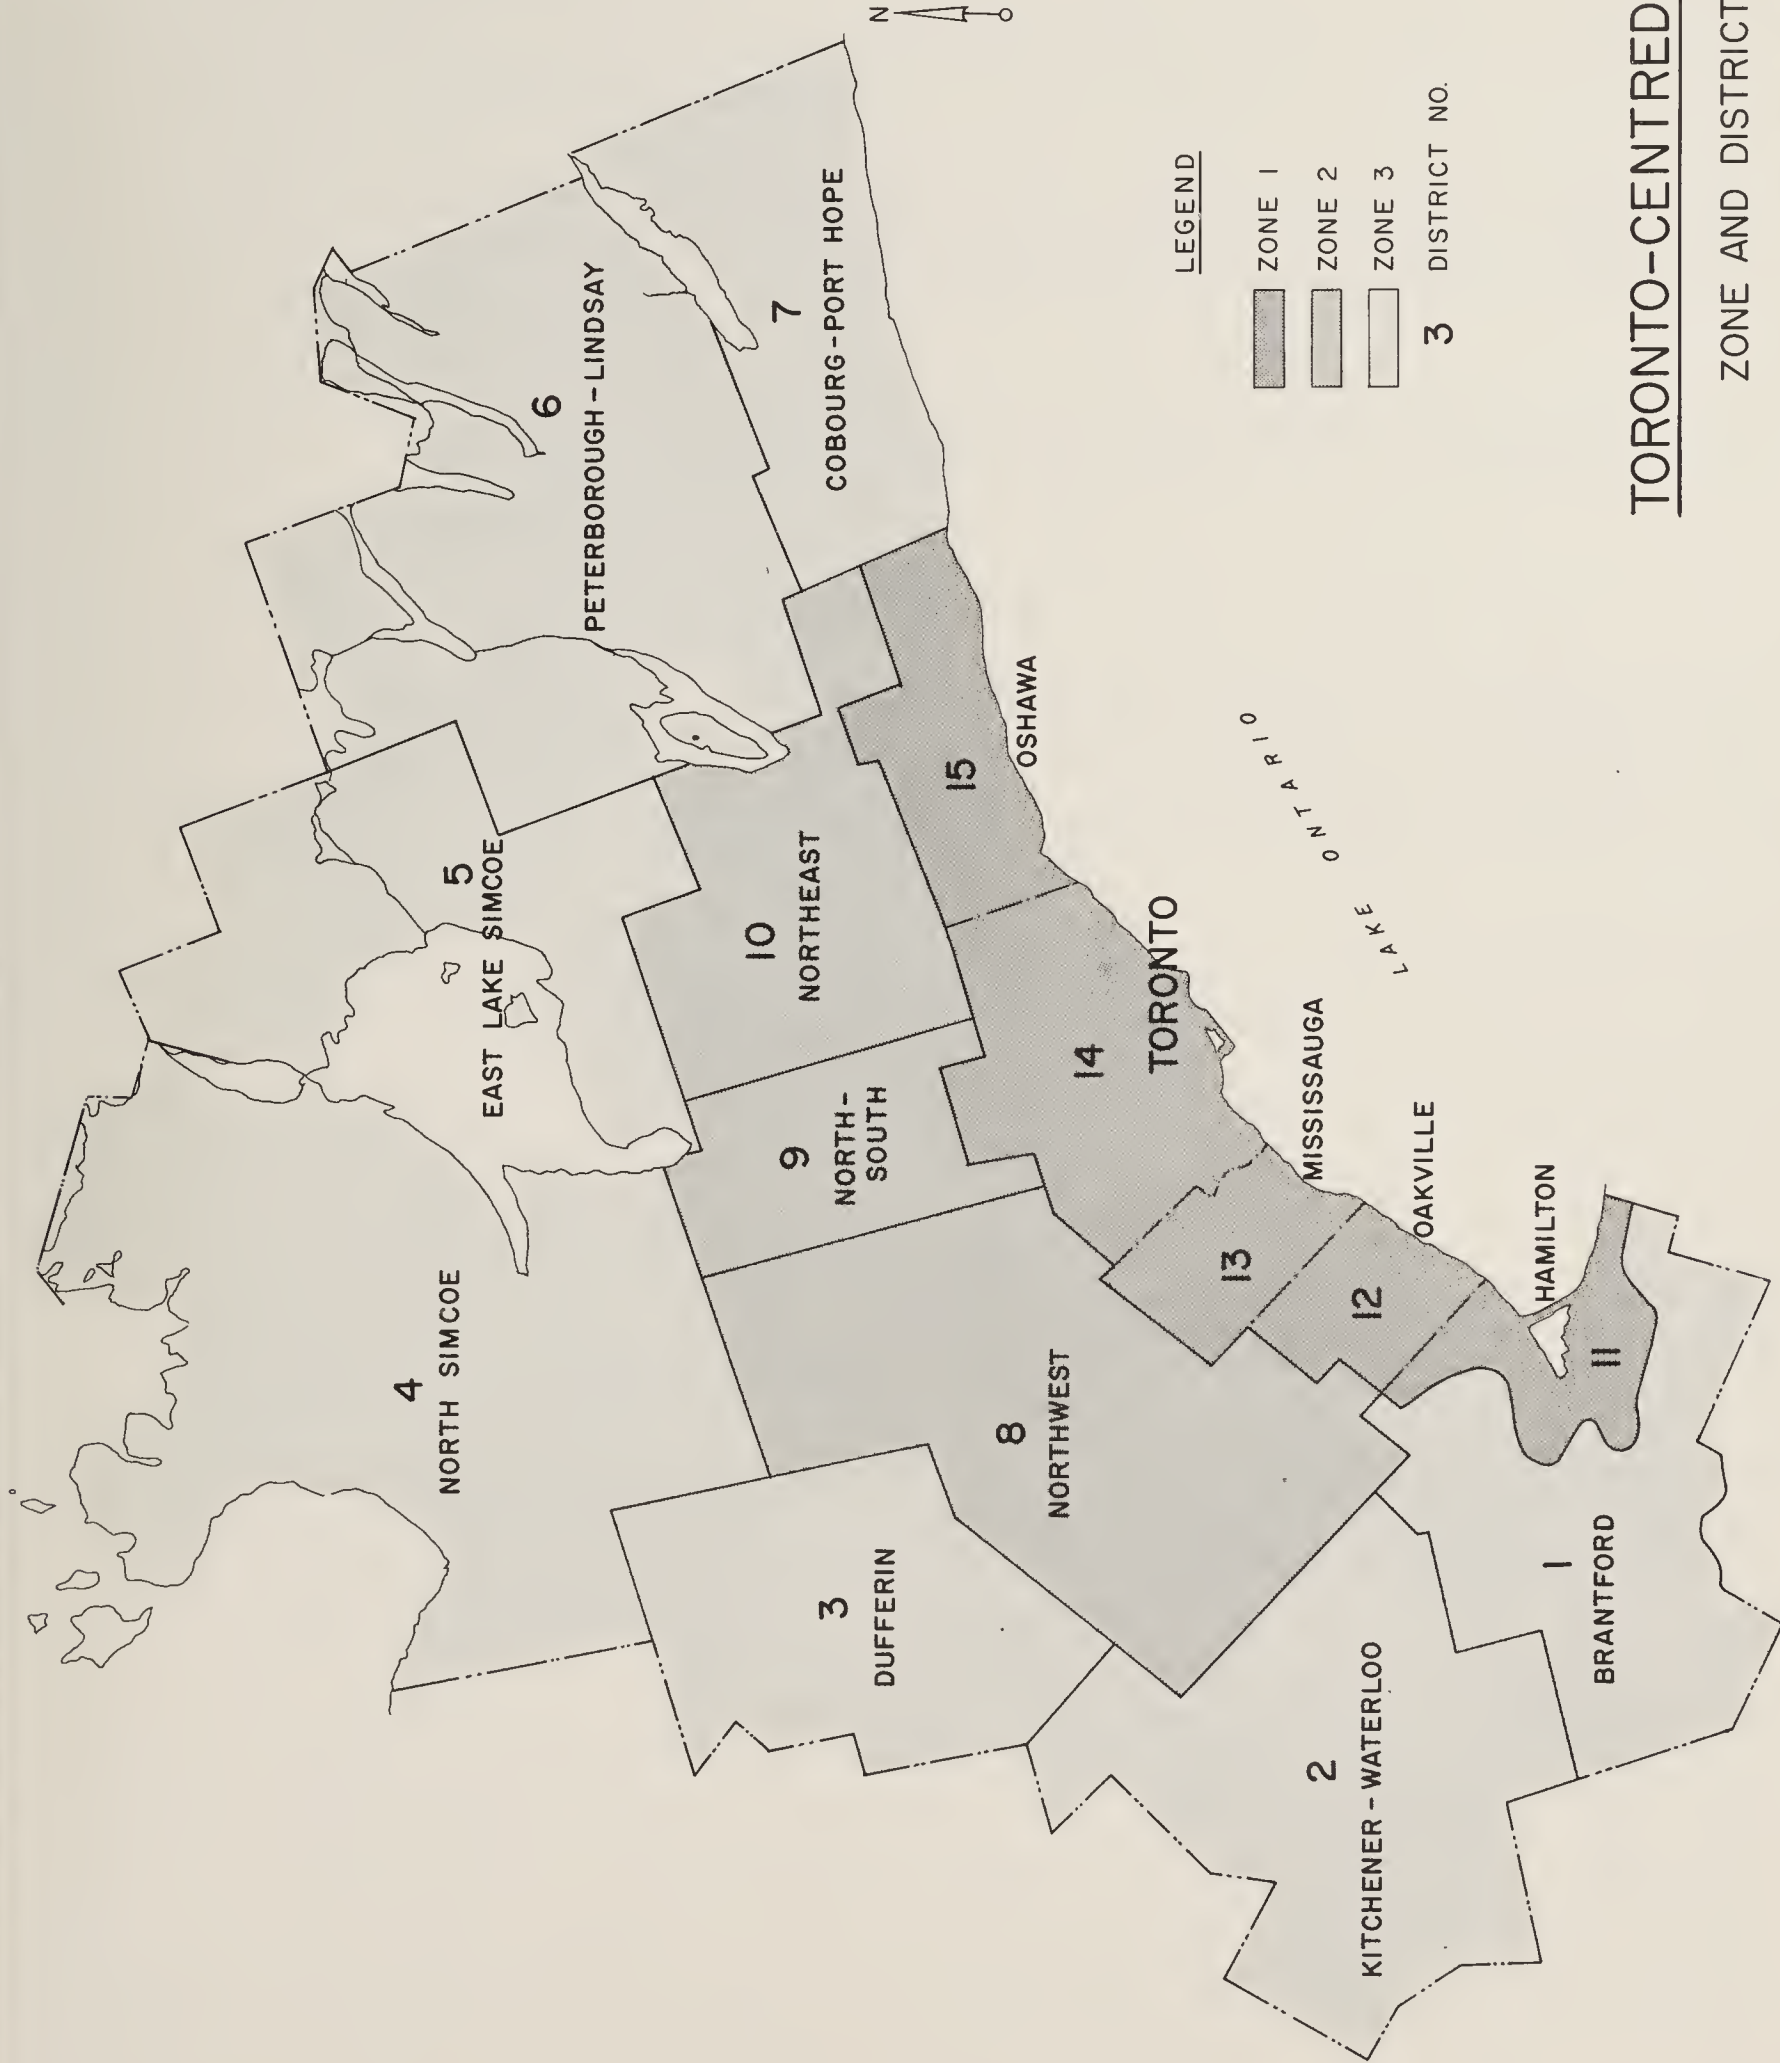 N
4
NORTH SIMCOE
5
EAST LAKE SIMCOE
6
PETERBOROUGH-LINDSAY
7
COBOURG-PORT HOPE
3
DUFFERIN
8
NORTHWEST
9
NORTH-
SOUTH
10
NORTHEAST
15
OSHAWA
14
TORONTO
13
MISSISSAUGA
12
OAKVILLE
11
HAMILTON
2
KITCHENER-WATERLOO
1
BRANTFORD
LAKE ONTARIO
LEGEND
ZONE 1
ZONE 2
ZONE 3
3 DISTRICT NO.
TORONTO-CENTRED
ZONE AND DISTRICT